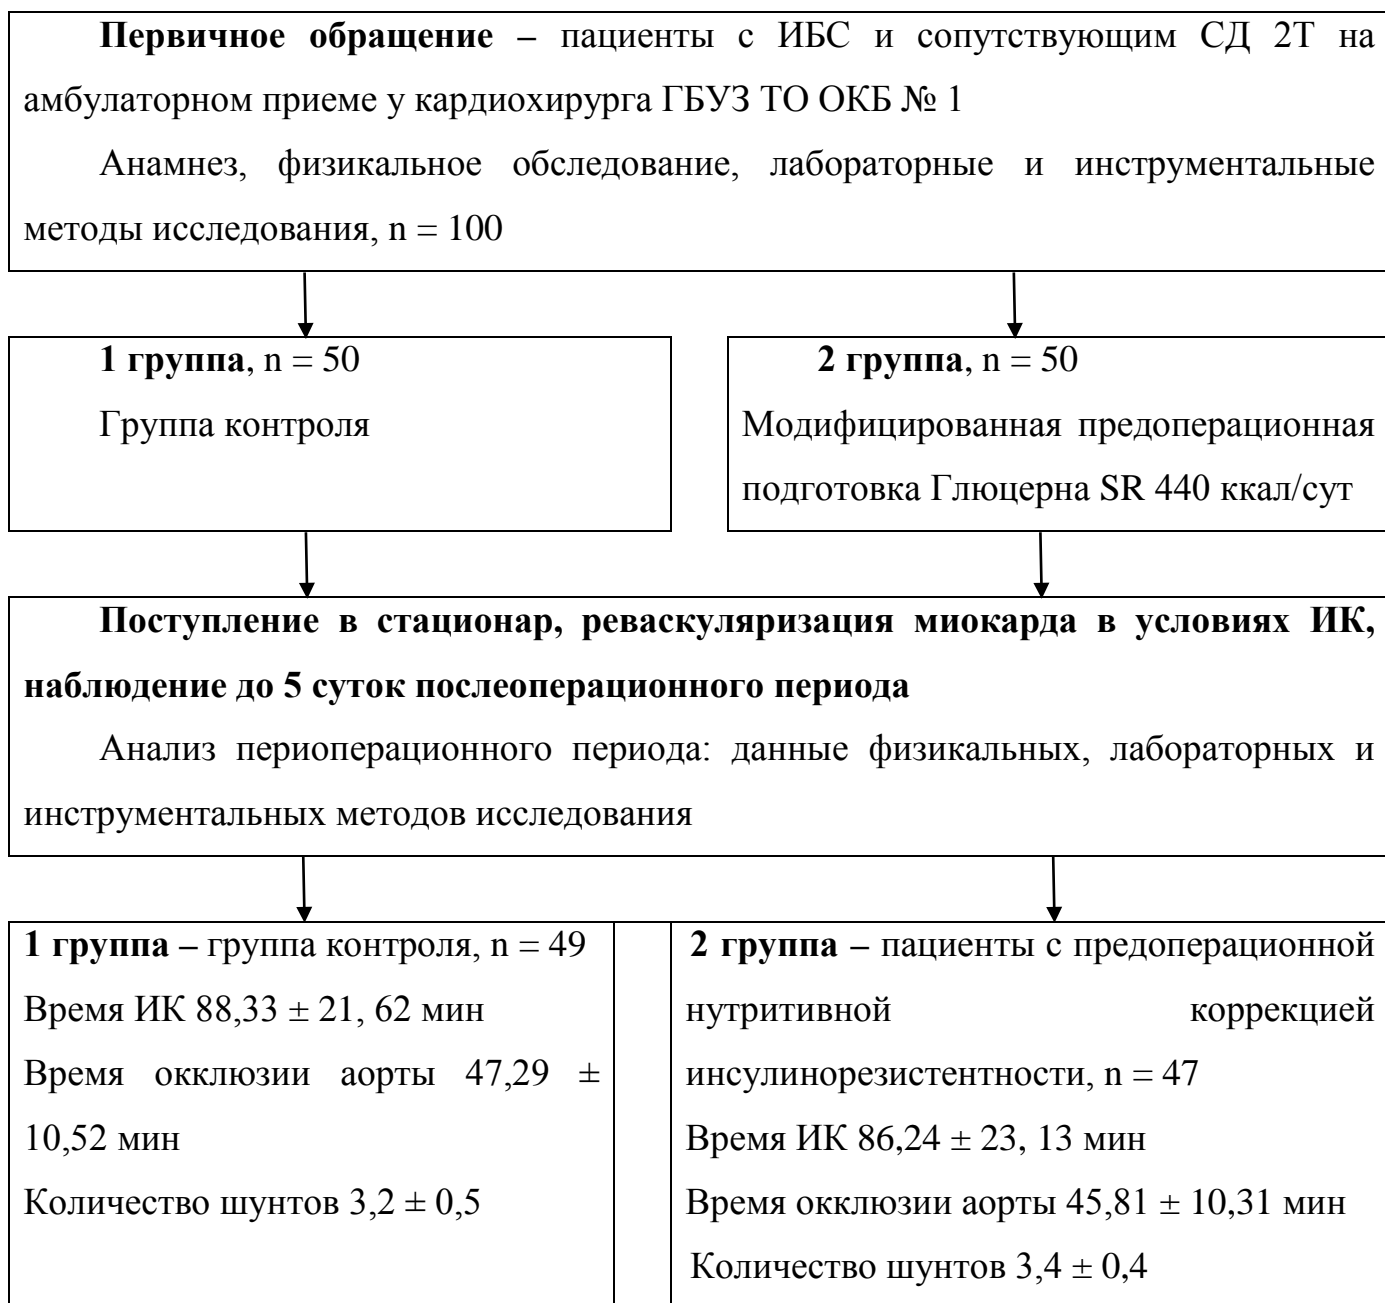 Первичное обращение – пациенты с ИБС и сопутствующим СД 2Т на
амбулаторном приеме у кардиохирурга ГБУЗ ТО ОКБ № 1
Анамнез, физикальное обследование, лабораторные и инструментальные
методы исследования, n = 100
1 группа, n = 50
Группа контроля
2 группа, n = 50
Модифицированная предоперационная
подготовка Глюцерна SR 440 ккал/сут
Поступление в стационар, реваскуляризация миокарда в условиях ИК,
наблюдение до 5 суток послеоперационного периода
Анализ периоперационного периода: данные физикальных, лабораторных и
инструментальных методов исследования
1 группа – группа контроля, n = 49
Время ИК 88,33 ± 21, 62 мин
Время окклюзии аорты 47,29 ±
10,52 мин
Количество шунтов 3,2 ± 0,5
2 группа – пациенты с предоперационной
нутритивной коррекцией
инсулинорезистентности, n = 47
Время ИК 86,24 ± 23, 13 мин
Время окклюзии аорты 45,81 ± 10,31 мин
Количество шунтов 3,4 ± 0,4